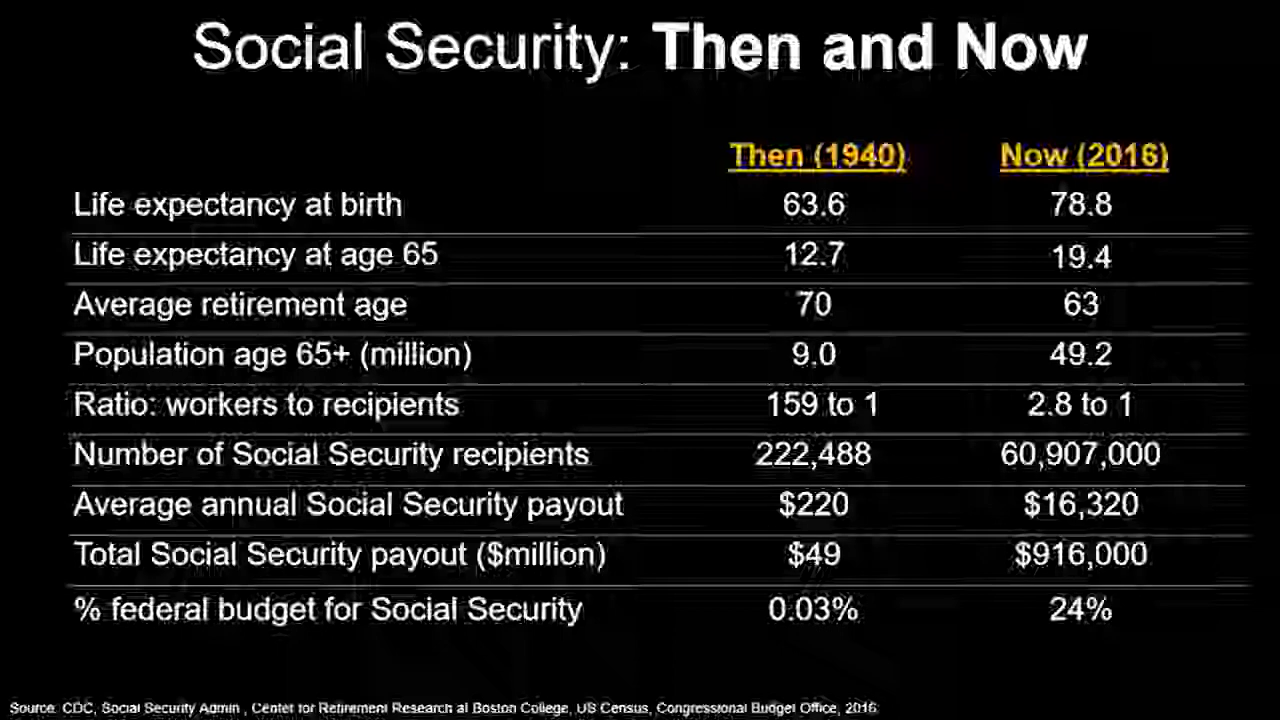 Social Security: Then and Now
Then (1940) Now (2016)
Life expectancy at birth 63.6 78.8
Life expectancy at age 65 12.7 19.4
Average retirement age 70 63
Population age 65+ (million) 9.0 49.2
Ratio: workers to recipients 159 to 1 2.8 to 1
Number of Social Security recipients 222,488 60,907,000
Average annual Social Security payout $220 $16,320
Total Social Security payout ($million) $49 $916,000
% federal budget for Social Security 0.03% 24%
Source: CDC, Social Security Admin , Center for Retirement Research at Boston College, US Census, Congressional Budget Office, 2016